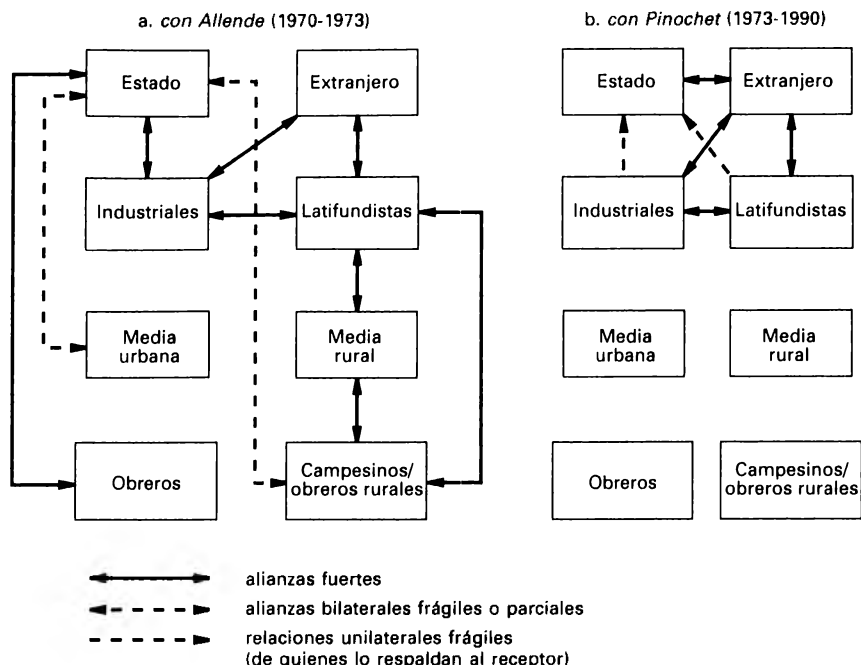 a. con Allende (1970-1973)
b. con Pinochet (1973-1990)
Estado
Extranjero
Industriales
Latifundistas
Media
urbana
Media
rural
Obreros
Campesinos/
obreros rurales
Estado
Extranjero
Industriales
Latifundistas
Media
urbana
Media
rural
Obreros
Campesinos/
obreros rurales
alianzas fuertes
alianzas bilaterales frágiles o parciales
relaciones unilaterales frágiles
(de quienes lo respaldan al receptor)